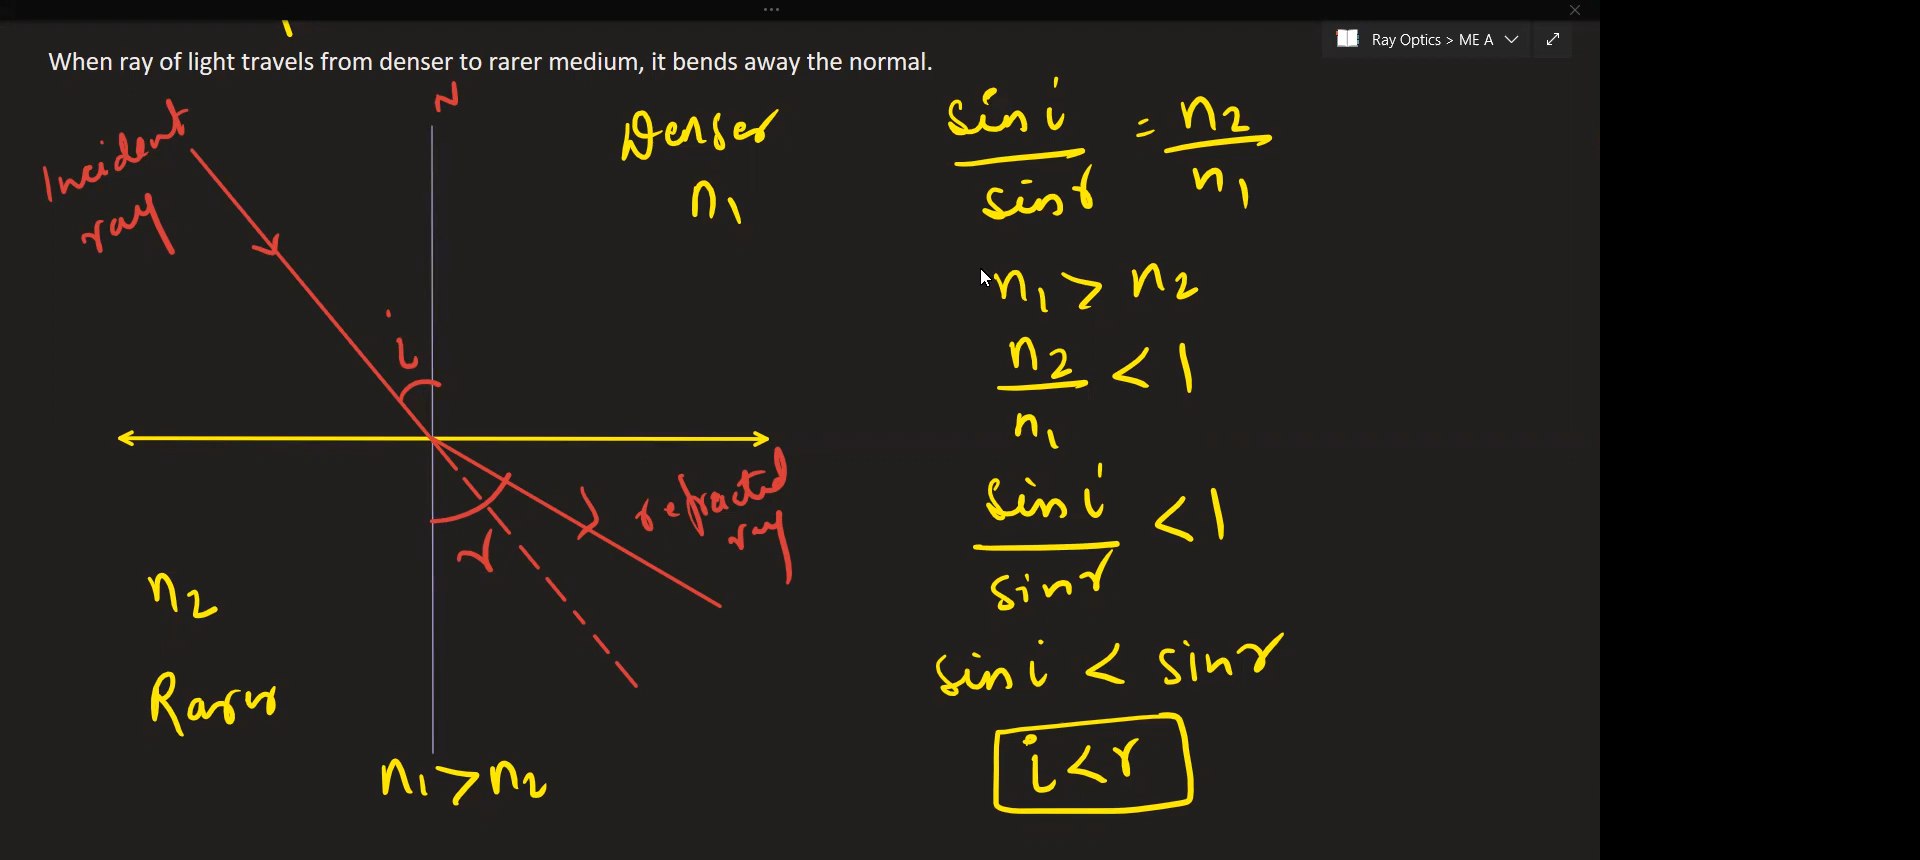 Ray Optics > ME A
When ray of light travels from denser to rarer medium, it bends away the normal.
N
Incident
ray
i
Denser
n1
refracted
ray
r
n2
Rarer
n1 > n2
sin i / sin r = n2 / n1
n1 > n2
n2 / n1 < 1
sin i / sin r < 1
sin i < sin r
i < r